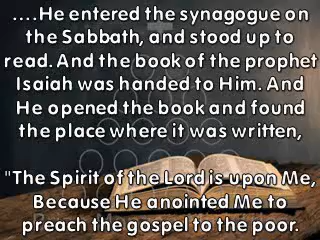 ....He entered the synagogue on
the Sabbath, and stood up to
read. And the book of the prophet
Isaiah was handed to Him. And
He opened the book and found
the place where it was written,
"The Spirit of the Lord is upon Me,
Because He anointed Me to
preach the gospel to the poor.